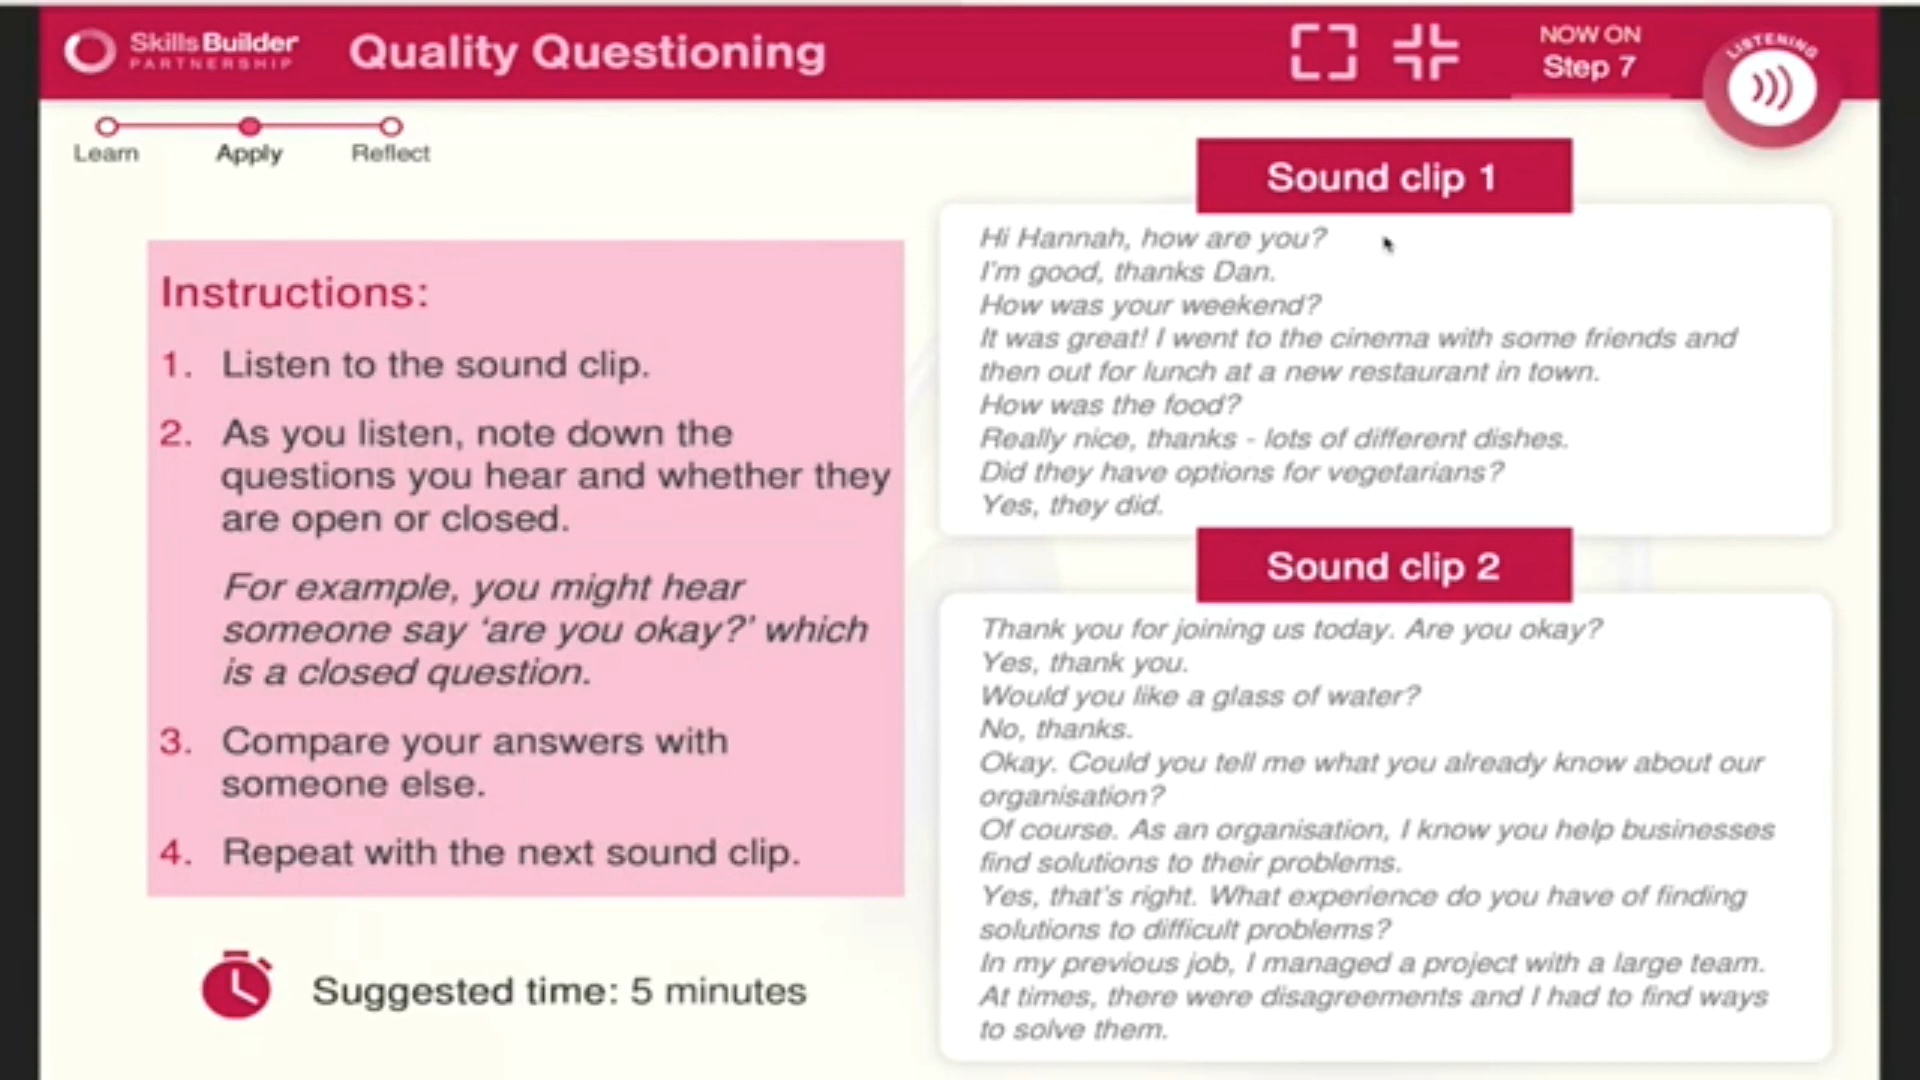 Skills Builder
PARTNERSHIP
Quality Questioning
NOW ON
Step 7
LISTENING
Learn
Apply
Reflect
Instructions:
1. Listen to the sound clip.
2. As you listen, note down the
questions you hear and whether they
are open or closed.
For example, you might hear
someone say ‘are you okay?’ which
is a closed question.
3. Compare your answers with
someone else.
4. Repeat with the next sound clip.
Suggested time: 5 minutes
Sound clip 1
Hi Hannah, how are you?
I'm good, thanks Dan.
How was your weekend?
It was great! I went to the cinema with some friends and
then out for lunch at a new restaurant in town.
How was the food?
Really nice, thanks - lots of different dishes.
Did they have options for vegetarians?
Yes, they did.
Sound clip 2
Thank you for joining us today. Are you okay?
Yes, thank you.
Would you like a glass of water?
No, thanks.
Okay. Could you tell me what you already know about our
organisation?
Of course. As an organisation, I know you help businesses
find solutions to their problems.
Yes, that's right. What experience do you have of finding
solutions to difficult problems?
In my previous job, I managed a project with a large team.
At times, there were disagreements and I had to find ways
to solve them.